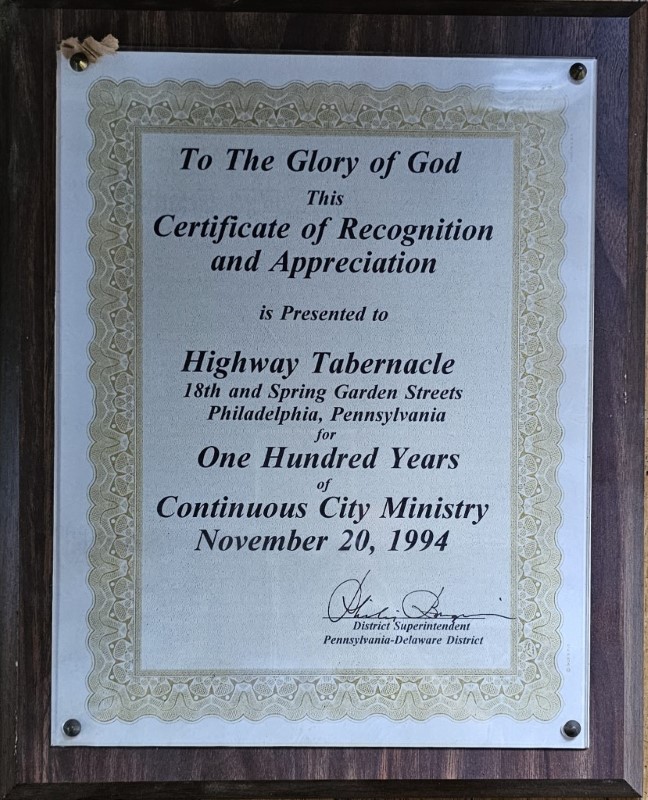 To The Glory of God
This
Certificate of Recognition
and Appreciation
is Presented to
Highway Tabernacle
18th and Spring Garden Streets
Philadelphia, Pennsylvania
for
One Hundred Years
of
Continuous City Ministry
November 20, 1994
District Superintendent
Pennsylvania-Delaware District